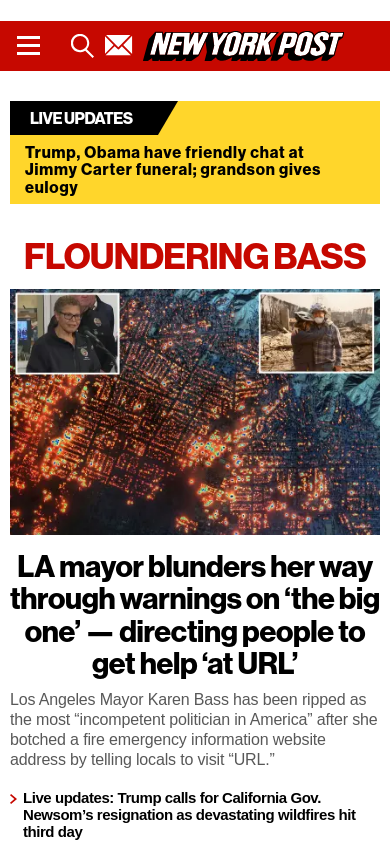 NEW YORK POST
LIVE UPDATES
Trump, Obama have friendly chat at
Jimmy Carter funeral; grandson gives
eulogy
FLOUNDERING BASS
LA mayor blunders her way
through warnings on ‘the big
one’ — directing people to
get help ‘at URL’
Los Angeles Mayor Karen Bass has been ripped as
the most “incompetent politician in America” after she
botched a fire emergency information website
address by telling locals to visit “URL.”
Live updates: Trump calls for California Gov.
Newsom’s resignation as devastating wildfires hit
third day